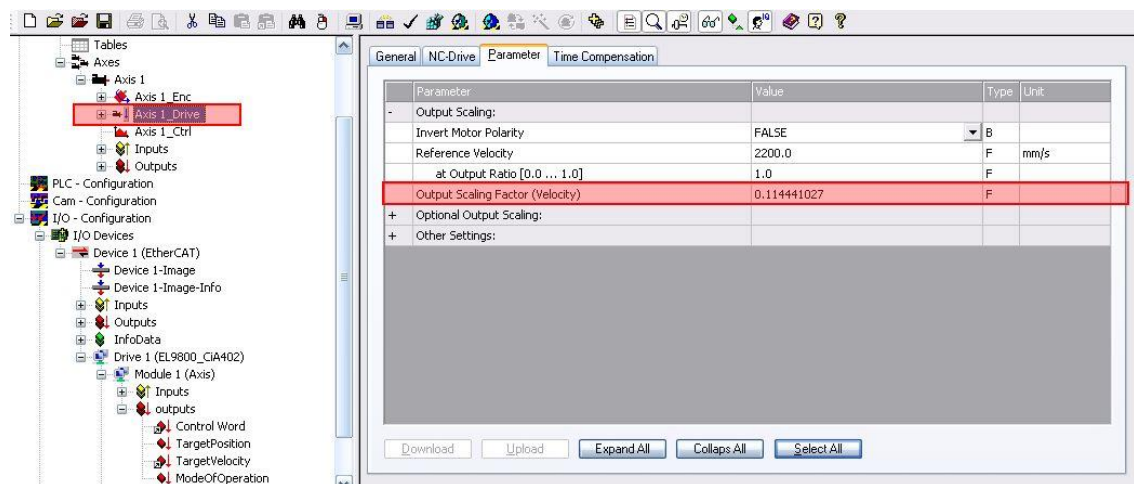 Tables
Axes
Axis 1
Axis 1_Enc
Axis 1_Drive
Axis 1_Ctrl
Inputs
Outputs
PLC - Configuration
Cam - Configuration
I/O - Configuration
I/O Devices
Device 1 (EtherCAT)
Device 1-Image
Device 1-Image-Info
Inputs
Outputs
InfoData
Drive 1 (EL9800_CiA402)
Module 1 (Axis)
Inputs
outputs
Control Word
TargetPosition
TargetVelocity
ModeOfOperation
General NC-Drive Parameter Time Compensation
Parameter Value Type Unit
- Output Scaling:
Invert Motor Polarity FALSE B
Reference Velocity 2200.0 F mm/s
at Output Ratio [0.0 ... 1.0] 1.0 F
Output Scaling Factor (Velocity) 0.114441027 F
+ Optional Output Scaling:
+ Other Settings:
Download Upload Expand All Collaps All Select All